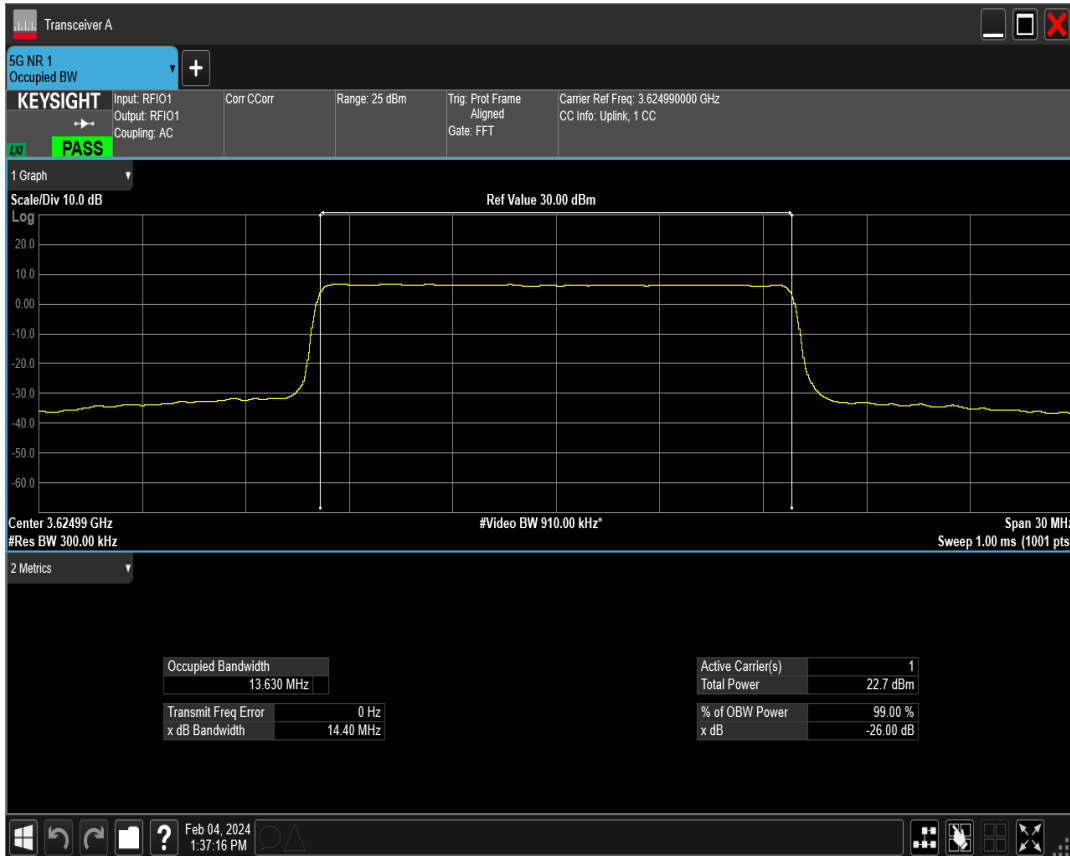 Transceiver A
5G NR 1
Occupied BW
KEYSIGHT
LXI
PASS
Input: RFIO1
Output: RFIO1
Coupling: AC
Corr CCorr
Range: 25 dBm
Trig: Prot Frame
Aligned
Gate: FFT
Carrier Ref Freq: 3.624990000 GHz
CC Info: Uplink, 1 CC
1 Graph
Scale/Div 10.0 dB
Ref Value 30.00 dBm
Log
20.0
10.0
0.00
-10.0
-20.0
-30.0
-40.0
-50.0
-60.0
Center 3.62499 GHz
#Video BW 910.00 kHz*
Span 30 MHz
#Res BW 300.00 kHz
Sweep 1.00 ms (1001 pts
2 Metrics
Occupied Bandwidth
13.630 MHz
Transmit Freq Error 0 Hz
x dB Bandwidth 14.40 MHz
Active Carrier(s) 1
Total Power 22.7 dBm
% of OBW Power 99.00 %
x dB -26.00 dB
?
Feb 04, 2024
1:37:16 PM